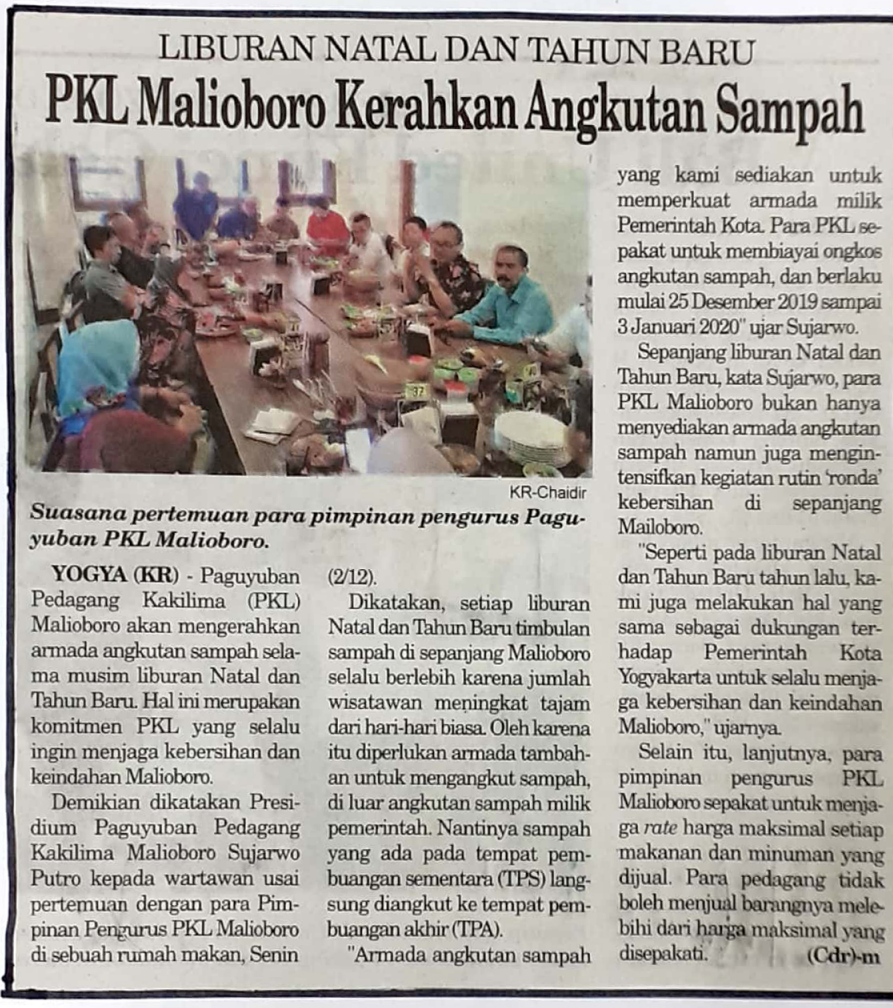 LIBURAN NATAL DAN TAHUN BARU
PKL Malioboro Kerahkan Angkutan Sampah
KR-Chaidir
Suasana pertemuan para pimpinan pengurus Pagu-
yuban PKL Malioboro.
YOGYA (KR) - Paguyuban
Pedagang Kakilima (PKL)
Malioboro akan mengerahkan
armada angkutan sampah sela-
ma musim liburan Natal dan
Tahun Baru. Hal ini merupakan
komitmen PKL yang selalu
ingin menjaga kebersihan dan
keindahan Malioboro.
Demikian dikatakan Presi-
dium Paguyuban Pedagang
Kakilima Malioboro Sujarwo
Putro kepada wartawan usai
pertemuan dengan para Pim-
pinan Pengurus PKL Malioboro
di sebuah rumah makan, Senin
(2/12).
Dikatakan, setiap liburan
Natal dan Tahun Baru timbulan
sampah di sepanjang Malioboro
selalu berlebih karena jumlah
wisatawan meningkat tajam
dari hari-hari biasa. Oleh karena
itu diperlukan armada tambah-
an untuk mengangkut sampah,
di luar angkutan sampah milik
pemerintah. Nantinya sampah
yang ada pada tempat pem-
buangan sementara (TPS) lang-
sung diangkut ke tempat pem-
buangan akhir (TPA).
"Armada angkutan sampah
yang kami sediakan untuk
memperkuat armada milik
Pemerintah Kota. Para PKL se-
pakat untuk membiayai ongkos
angkutan sampah, dan berlaku
mulai 25 Desember 2019 sampai
3 Januari 2020" ujar Sujarwo.
Sepanjang liburan Natal dan
Tahun Baru, kata Sujarwo, para
PKL Malioboro bukan hanya
menyediakan armada angkutan
sampah namun juga mengin-
tensifkan kegiatan rutin 'ronda'
kebersihan di sepanjang
Mailoboro.
"Seperti pada liburan Natal
dan Tahun Baru tahun lalu, ka-
mi juga melakukan hal yang
sama sebagai dukungan ter-
hadap Pemerintah Kota
Yogyakarta untuk selalu menja-
ga kebersihan dan keindahan
Malioboro," ujarnya.
Selain itu, lanjutnya, para
pimpinan pengurus PKL
Malioboro sepakat untuk menja-
ga rate harga maksimal setiap
makanan dan minuman yang
dijual. Para pedagang tidak
boleh menjual barangnya mele-
bihi dari harga maksimal yang
disepakati. (Cdr)-m